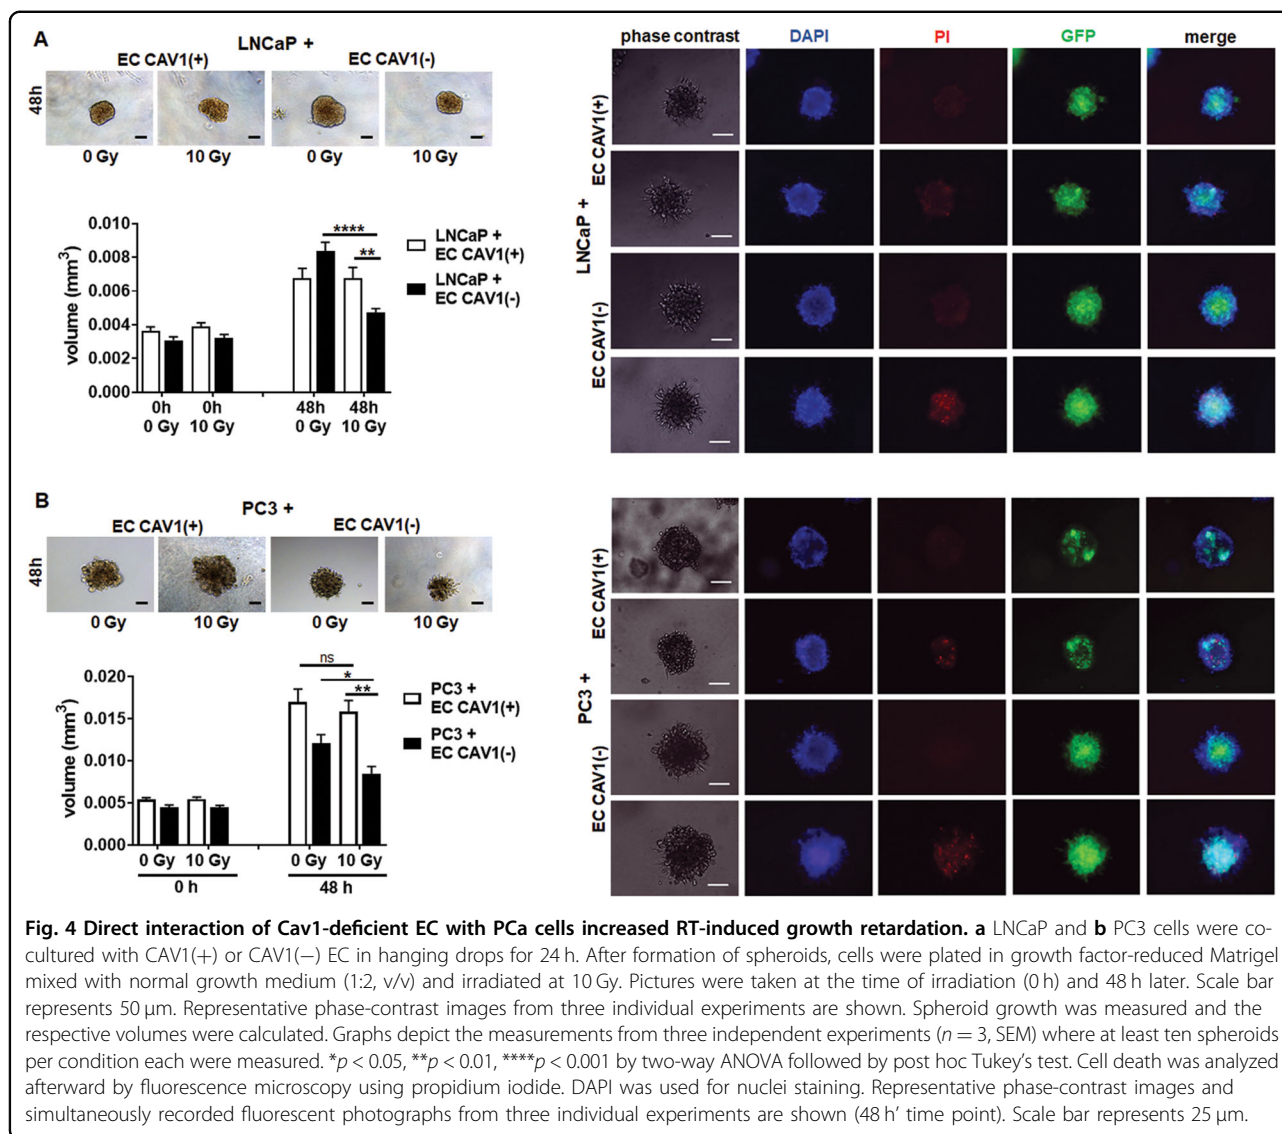 A
LNCaP +
EC CAV1(+)
EC CAV1(-)
48h
0 Gy
10 Gy
0 Gy
10 Gy
0.010
0.008
0.006
0.004
0.002
0.000
volume (mm³)
****
**
LNCaP +
EC CAV1(+)
LNCaP +
EC CAV1(-)
0h
0 Gy
0h
10 Gy
48h
0 Gy
48h
10 Gy
phase contrast
DAPI
PI
GFP
merge
LNCaP +
EC CAV1(+)
EC CAV1(-)
B
PC3 +
EC CAV1(+)
EC CAV1(-)
48h
0 Gy
10 Gy
0 Gy
10 Gy
0.020
0.015
0.010
0.005
0.000
volume (mm³)
ns
*
**
PC3 +
EC CAV1(+)
PC3 +
EC CAV1(-)
0 Gy
10 Gy
0 Gy
10 Gy
0 h
48 h
PC3 +
EC CAV1(+)
EC CAV1(-)
Fig. 4 Direct interaction of Cav1-deficient EC with PCa cells increased RT-induced growth retardation. a LNCaP and b PC3 cells were co-
cultured with CAV1(+) or CAV1(−) EC in hanging drops for 24 h. After formation of spheroids, cells were plated in growth factor-reduced Matrigel
mixed with normal growth medium (1:2, v/v) and irradiated at 10 Gy. Pictures were taken at the time of irradiation (0 h) and 48 h later. Scale bar
represents 50 μm. Representative phase-contrast images from three individual experiments are shown. Spheroid growth was measured and the
respective volumes were calculated. Graphs depict the measurements from three independent experiments (n = 3, SEM) where at least ten spheroids
per condition each were measured. *p < 0.05, **p < 0.01, ****p < 0.001 by two-way ANOVA followed by post hoc Tukey's test. Cell death was analyzed
afterward by fluorescence microscopy using propidium iodide. DAPI was used for nuclei staining. Representative phase-contrast images and
simultaneously recorded fluorescent photographs from three individual experiments are shown (48 h' time point). Scale bar represents 25 μm.